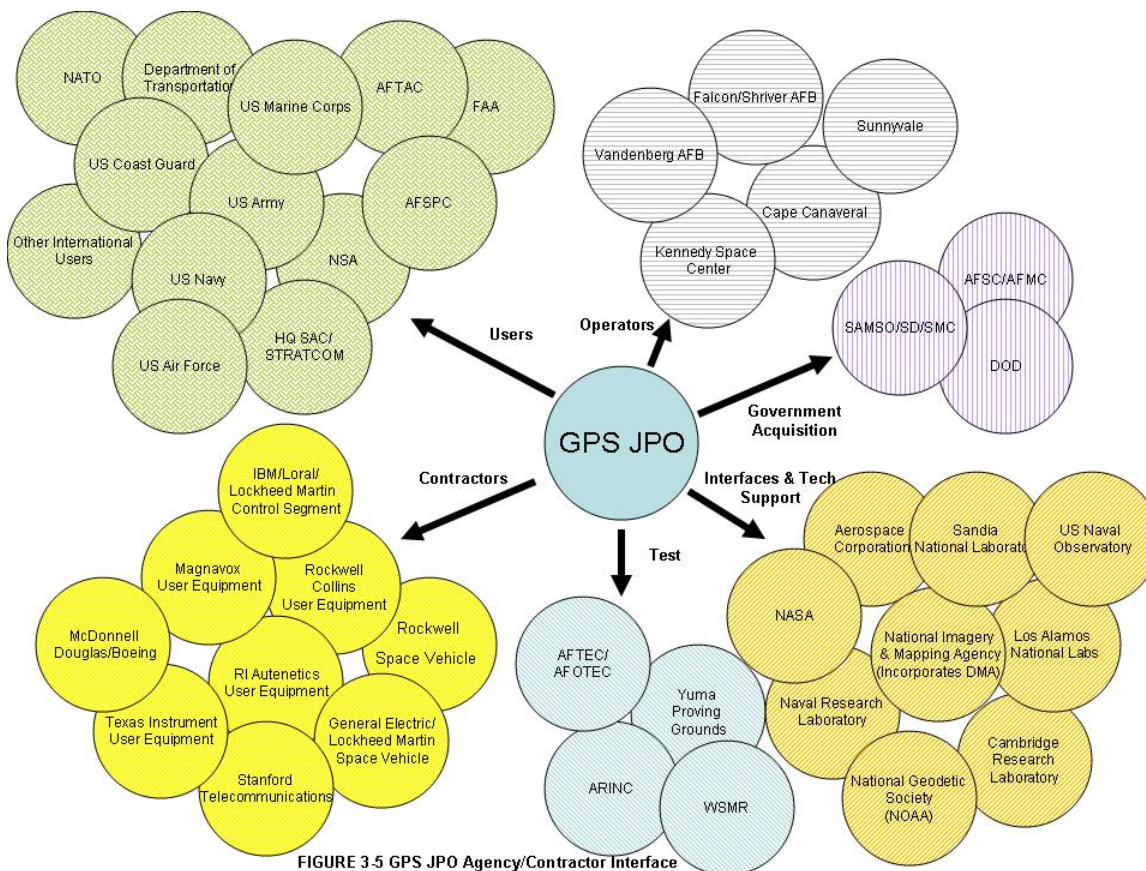 NATO
Department of
Transportation
US Marine Corps
AFTAC
FAA
US Coast Guard
US Army
AFSPC
Other International
Users
US Navy
NSA
US Air Force
HQ SAC/
STRATCOM
Users
Falcon/Shriver AFB
Sunnyvale
Vandenberg AFB
Cape Canaveral
Kennedy Space
Center
Operators
AFSC/AFMC
SAMSO/SD/SMC
DOD
Government
Acquisition
GPS JPO
Contractors
IBM/Loral/
Lockheed Martin
Control Segment
Magnavox
User Equipment
Rockwell
Collins
User Equipment
Rockwell
Space Vehicle
McDonnell
Douglas/Boeing
RI Autenetics
User Equipment
Texas Instrument
User Equipment
General Electric/
Lockheed Martin
Space Vehicle
Stanford
Telecommunications
Test
AFTEC/
AFOTEC
Yuma
Proving
Grounds
ARINC
WSMR
Interfaces & Tech
Support
Aerospace
Corporation
Sandia
National Laborato
US Naval
Observatory
NASA
National Imagery
& Mapping Agency
(Incorporates DMA)
Los Alamos
National Labs
Naval Research
Laboratory
Cambridge
Research
Laboratory
National Geodetic
Society
(NOAA)
FIGURE 3-5 GPS JPO Agency/Contractor Interface